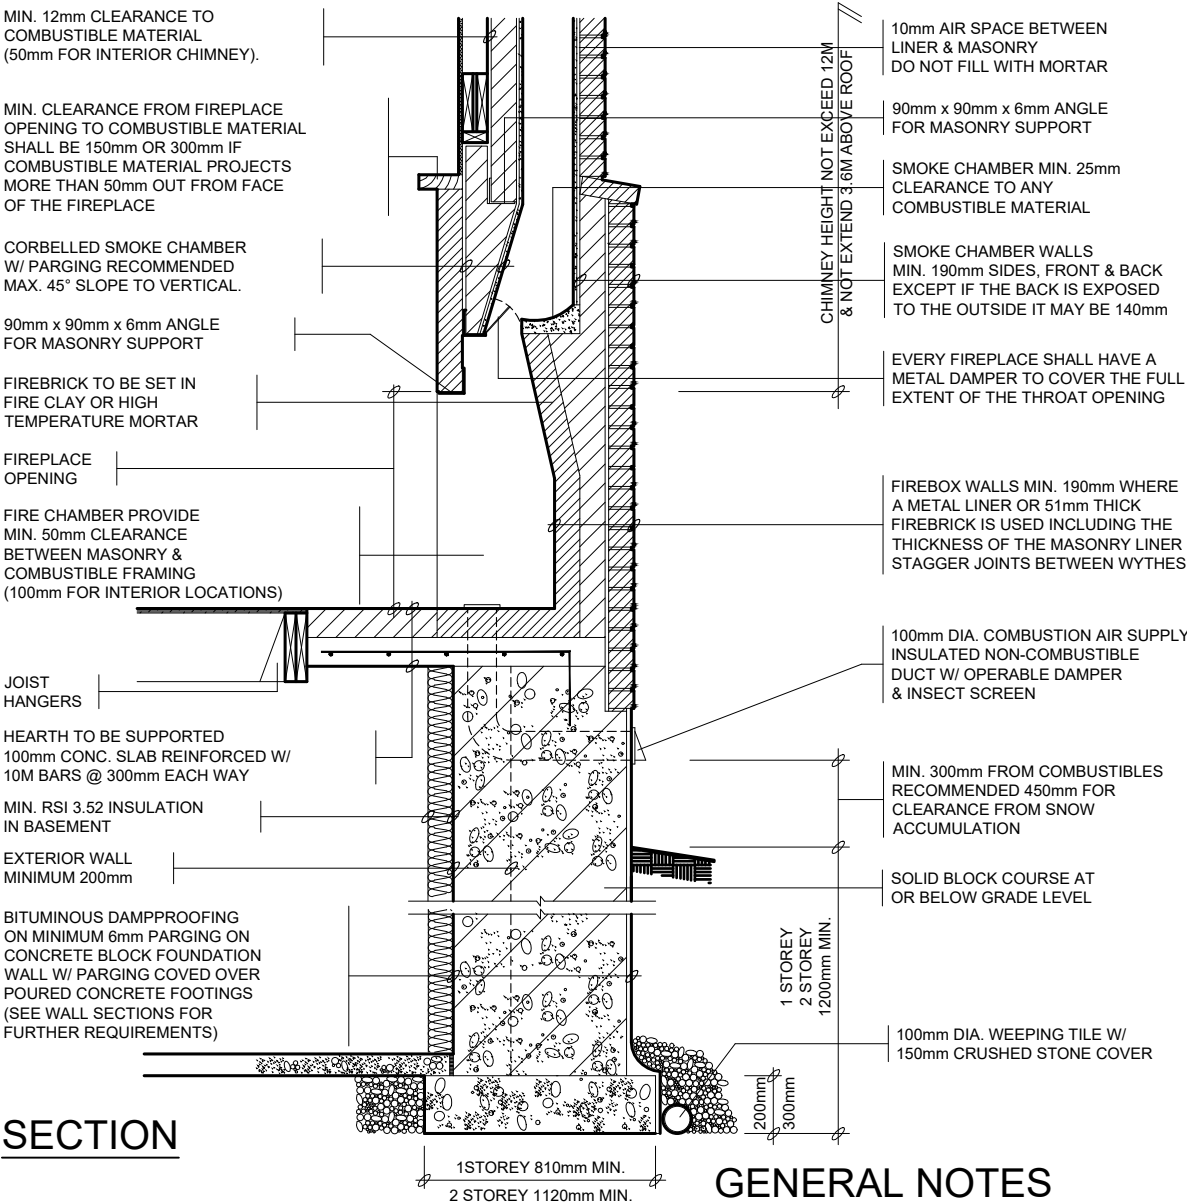 MIN. 12mm CLEARANCE TO
COMBUSTIBLE MATERIAL
(50mm FOR INTERIOR CHIMNEY).
MIN. CLEARANCE FROM FIREPLACE
OPENING TO COMBUSTIBLE MATERIAL
SHALL BE 150mm OR 300mm IF
COMBUSTIBLE MATERIAL PROJECTS
MORE THAN 50mm OUT FROM FACE
OF THE FIREPLACE
CORBELLED SMOKE CHAMBER
W/ PARGING RECOMMENDED
MAX. 45° SLOPE TO VERTICAL.
90mm x 90mm x 6mm ANGLE
FOR MASONRY SUPPORT
FIREBRICK TO BE SET IN
FIRE CLAY OR HIGH
TEMPERATURE MORTAR
FIREPLACE
OPENING
FIRE CHAMBER PROVIDE
MIN. 50mm CLEARANCE
BETWEEN MASONRY &
COMBUSTIBLE FRAMING
(100mm FOR INTERIOR LOCATIONS)
JOIST
HANGERS
HEARTH TO BE SUPPORTED
100mm CONC. SLAB REINFORCED W/
10M BARS @ 300mm EACH WAY
MIN. RSI 3.52 INSULATION
IN BASEMENT
EXTERIOR WALL
MINIMUM 200mm
BITUMINOUS DAMPPROOFING
ON MINIMUM 6mm PARGING ON
CONCRETE BLOCK FOUNDATION
WALL W/ PARGING COVED OVER
POURED CONCRETE FOOTINGS
(SEE WALL SECTIONS FOR
FURTHER REQUIREMENTS)
SECTION
1STOREY 810mm MIN.
2 STOREY 1120mm MIN.
CHIMNEY HEIGHT NOT EXCEED 12M
& NOT EXTEND 3.6M ABOVE ROOF
10mm AIR SPACE BETWEEN
LINER & MASONRY
DO NOT FILL WITH MORTAR
90mm x 90mm x 6mm ANGLE
FOR MASONRY SUPPORT
SMOKE CHAMBER MIN. 25mm
CLEARANCE TO ANY
COMBUSTIBLE MATERIAL
SMOKE CHAMBER WALLS
MIN. 190mm SIDES, FRONT & BACK
EXCEPT IF THE BACK IS EXPOSED
TO THE OUTSIDE IT MAY BE 140mm
EVERY FIREPLACE SHALL HAVE A
METAL DAMPER TO COVER THE FULL
EXTENT OF THE THROAT OPENING
FIREBOX WALLS MIN. 190mm WHERE
A METAL LINER OR 51mm THICK
FIREBRICK IS USED INCLUDING THE
THICKNESS OF THE MASONRY LINER
STAGGER JOINTS BETWEEN WYTHES
100mm DIA. COMBUSTION AIR SUPPLY
INSULATED NON-COMBUSTIBLE
DUCT W/ OPERABLE DAMPER
& INSECT SCREEN
MIN. 300mm FROM COMBUSTIBLES
RECOMMENDED 450mm FOR
CLEARANCE FROM SNOW
ACCUMULATION
SOLID BLOCK COURSE AT
OR BELOW GRADE LEVEL
1 STOREY
2 STOREY
1200mm MIN.
100mm DIA. WEEPING TILE W/
150mm CRUSHED STONE COVER
200mm
300mm
GENERAL NOTES